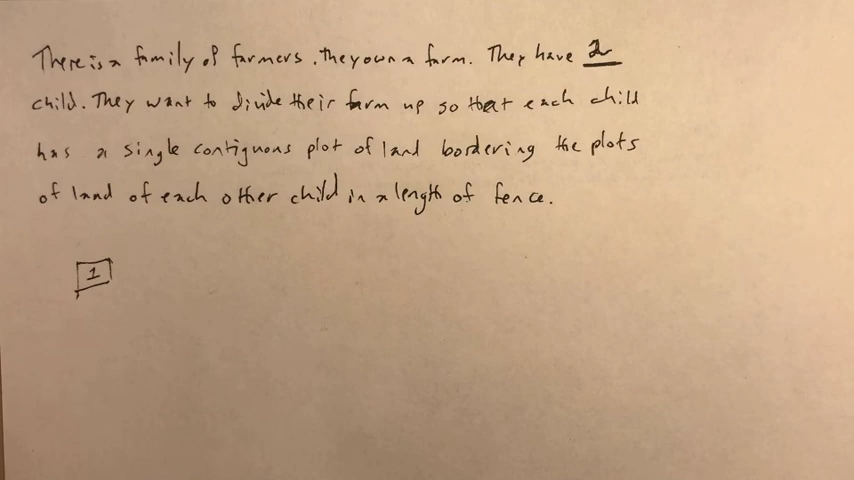 There is a family of farmers. They own a farm. They have 2
child. They want to divide their farm up so that each child
has a single contiguous plot of land bordering the plots
of land of each other child in a length of fence.
1